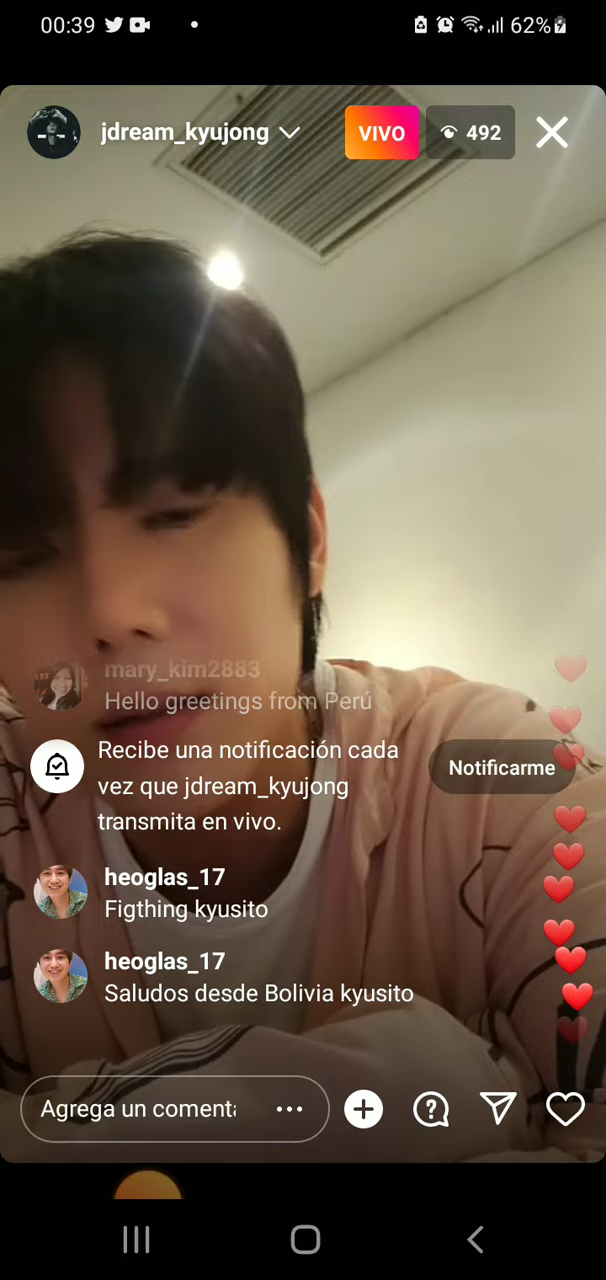 00:39
62%
jdream_kyujong
VIVO
492
mary_kim2883
Hello greetings from Perú
Recibe una notificación cada
vez que jdream_kyujong
transmita en vivo.
Notificarme
heoglas_17
Figthing kyusito
heoglas_17
Saludos desde Bolivia kyusito
Agrega un coment